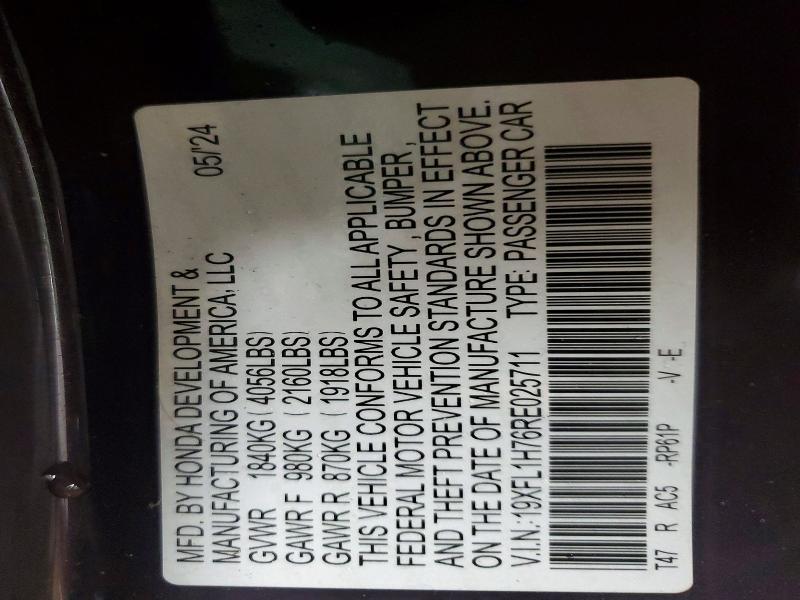 MFD. BY HONDA DEVELOPMENT &
MANUFACTURING OF AMERICA, LLC 05/'24
GVWR 1840KG ( 4056LBS)
GAWR F 980KG ( 2160LBS)
GAWR R 870KG ( 1918LBS)
THIS VEHICLE CONFORMS TO ALL APPLICABLE
FEDERAL MOTOR VEHICLE SAFETY, BUMPER,
AND THEFT PREVENTION STANDARDS IN EFFECT
ON THE DATE OF MANUFACTURE SHOWN ABOVE.
V.I.N.: 19XFL1H76RE025711 TYPE: PASSENGER CAR
T47 R AC5 -RP61P -V -E